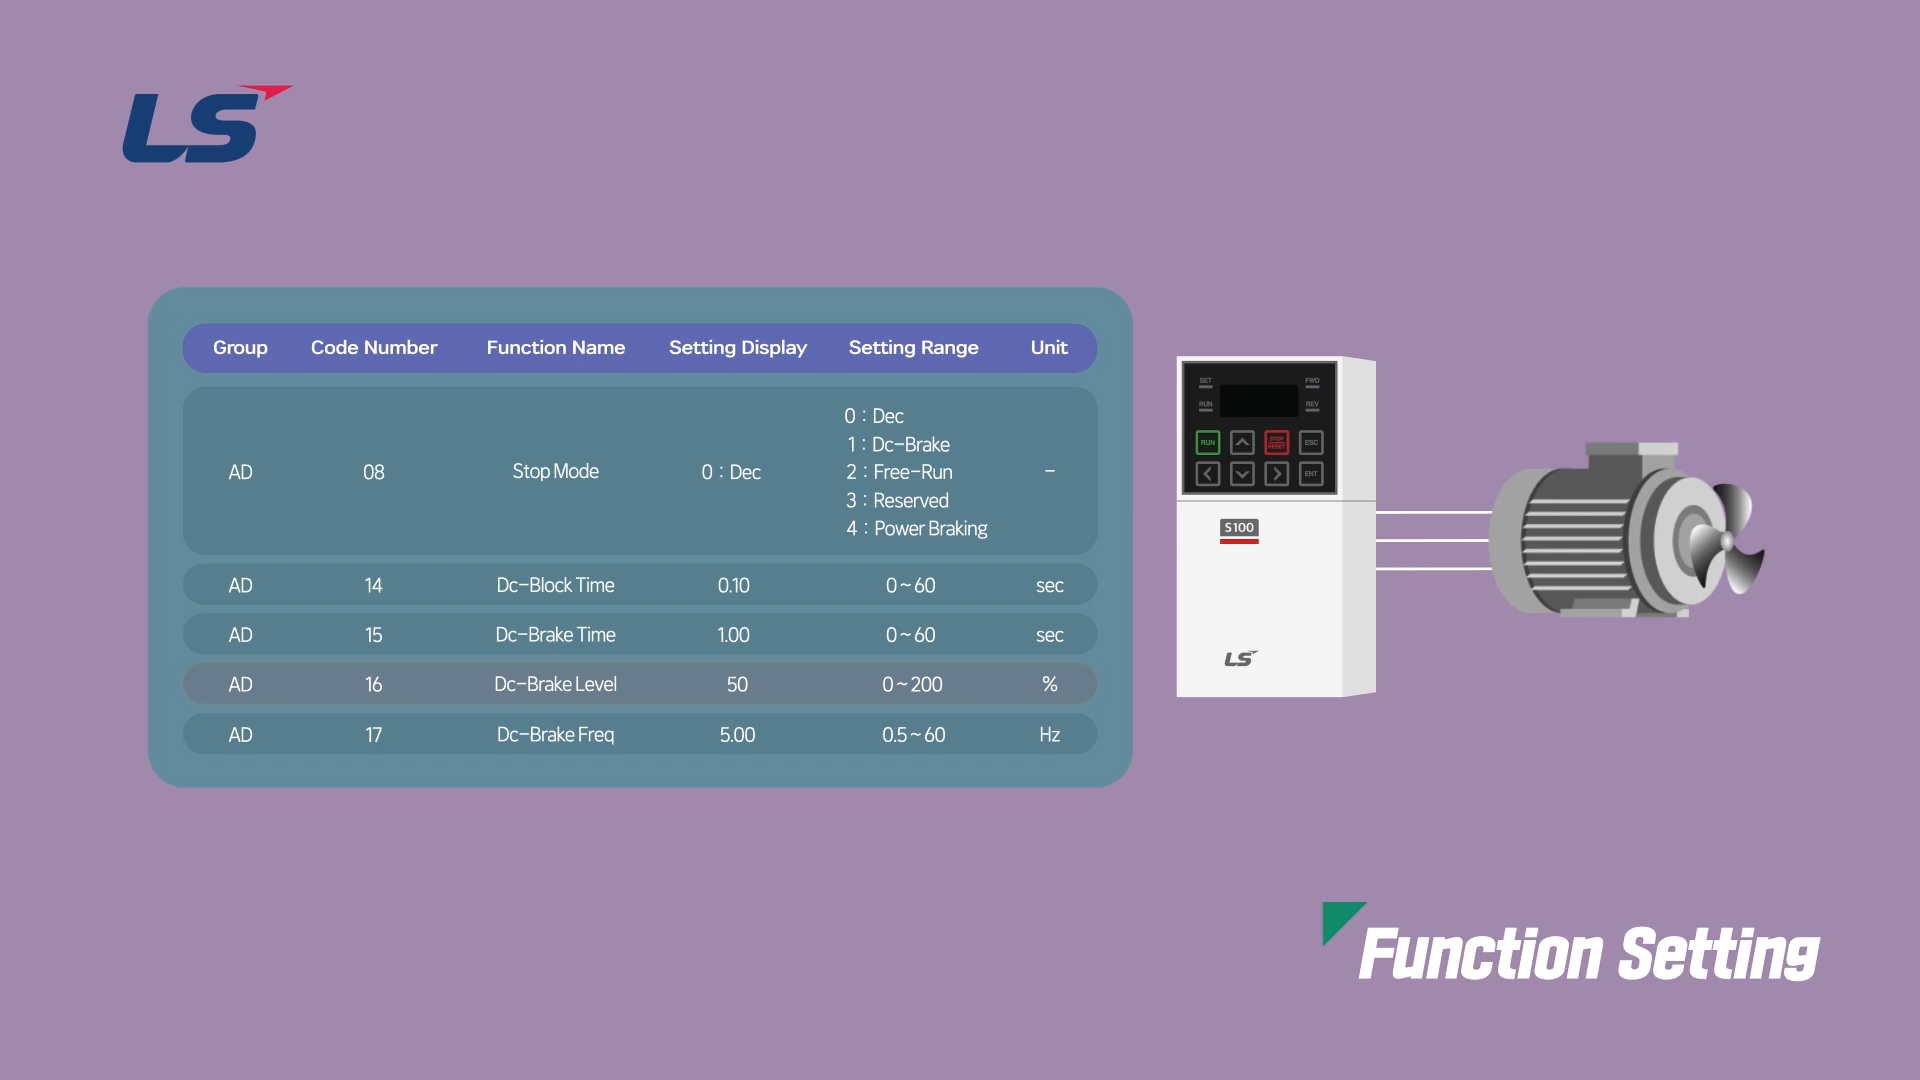 LS
Group Code Number Function Name Setting Display Setting Range Unit
AD 08 Stop Mode 0 : Dec 0 : Dec
1 : Dc-Brake
2 : Free-Run
3 : Reserved
4 : Power Braking
-
AD 14 Dc-Block Time 0.10 0 ~ 60 sec
AD 15 Dc-Brake Time 1.00 0 ~ 60 sec
AD 16 Dc-Brake Level 50 0 ~ 200 %
AD 17 Dc-Brake Freq 5.00 0.5 ~ 60 Hz
SET FWD
RUN REV
RUN STOP RESET ESC
ENT
S100
LS
Function Setting